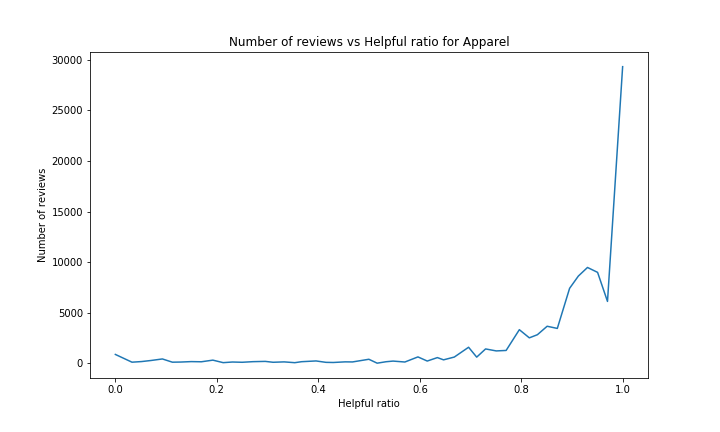 Number of reviews vs Helpful ratio for Apparel
30000
25000
20000
15000
10000
5000
0
Number of reviews
0.0 0.2 0.4 0.6 0.8 1.0
Helpful ratio